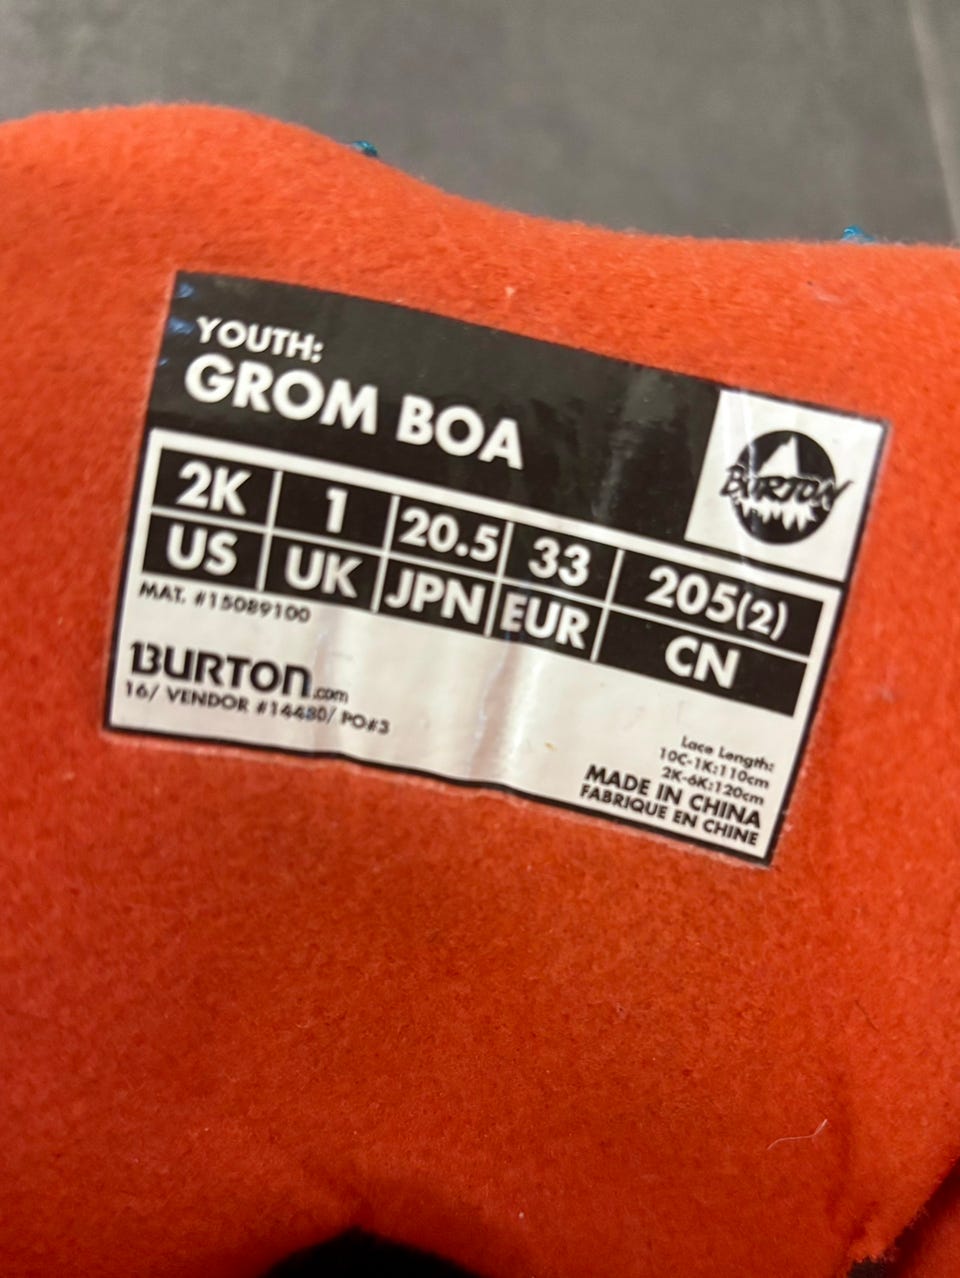 YOUTH:
GROM BOA
BURTON
2K 1 20.5 33 205(2)
US UK JPN EUR CN
MAT. #15089100
BURTON.com
16/ VENDOR #14480/ PO#3
Lace Length:
10C-1K:110cm
2K-6K:120cm
MADE IN CHINA
FABRIQUE EN CHINE